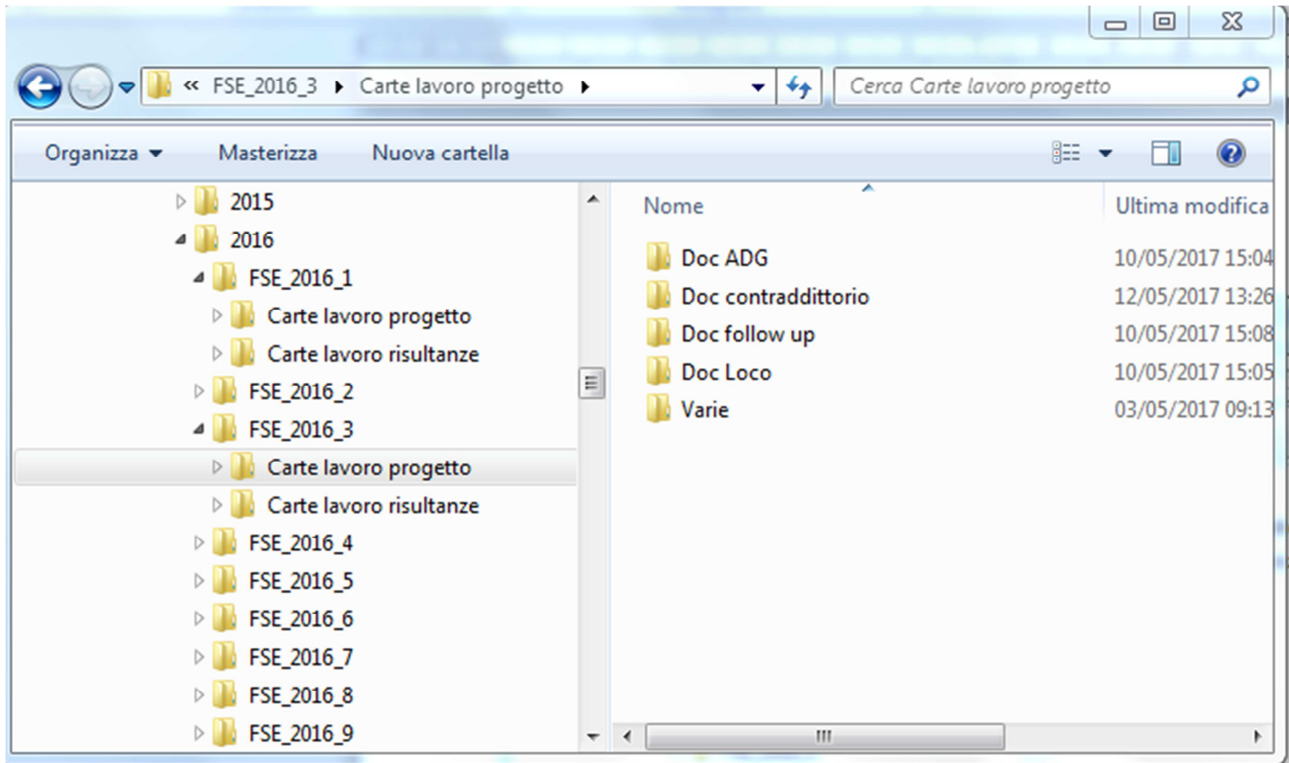 « FSE_2016_3 Carte lavoro progetto Cerca Carte lavoro progetto
Organizza Masterizza Nuova cartella
2015
2016
FSE_2016_1
Carte lavoro progetto
Carte lavoro risultanze
FSE_2016_2
FSE_2016_3
Carte lavoro progetto
Carte lavoro risultanze
FSE_2016_4
FSE_2016_5
FSE_2016_6
FSE_2016_7
FSE_2016_8
FSE_2016_9
Nome Ultima modifica
Doc ADG 10/05/2017 15:04
Doc contraddittorio 12/05/2017 13:26
Doc follow up 10/05/2017 15:08
Doc Loco 10/05/2017 15:05
Varie 03/05/2017 09:13